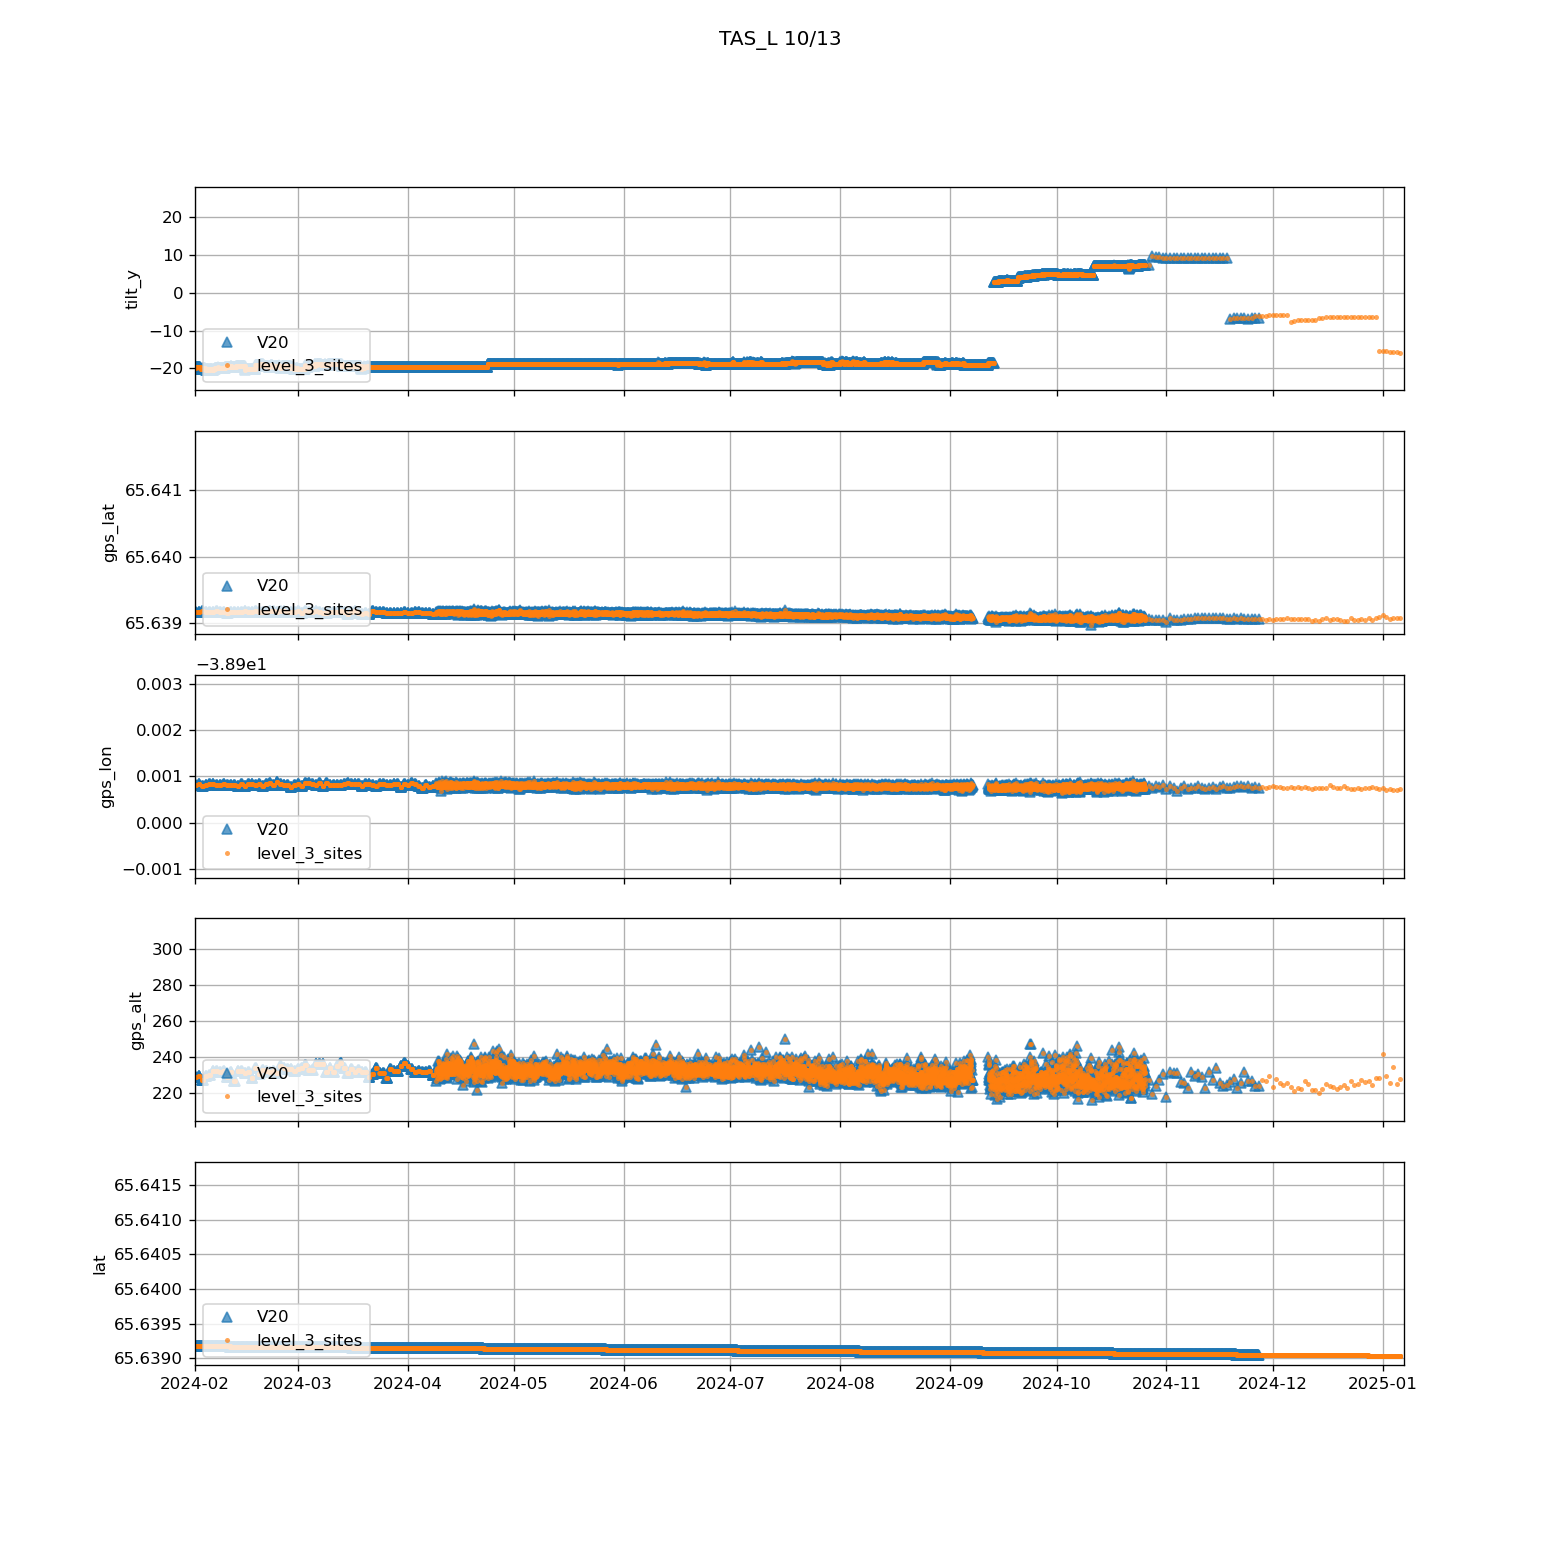 TAS_L 10/13
20
10
0
−10
−20
tilt_y
V20
level_3_sites
65.641
65.640
65.639
gps_lat
V20
level_3_sites
−3.89e1
0.003
0.002
0.001
0.000
−0.001
gps_lon
V20
level_3_sites
300
280
260
240
220
gps_alt
V20
level_3_sites
65.6415
65.6410
65.6405
65.6400
65.6395
65.6390
lat
V20
level_3_sites
2024-02 2024-03 2024-04 2024-05 2024-06 2024-07 2024-08 2024-09 2024-10 2024-11 2024-12 2025-01